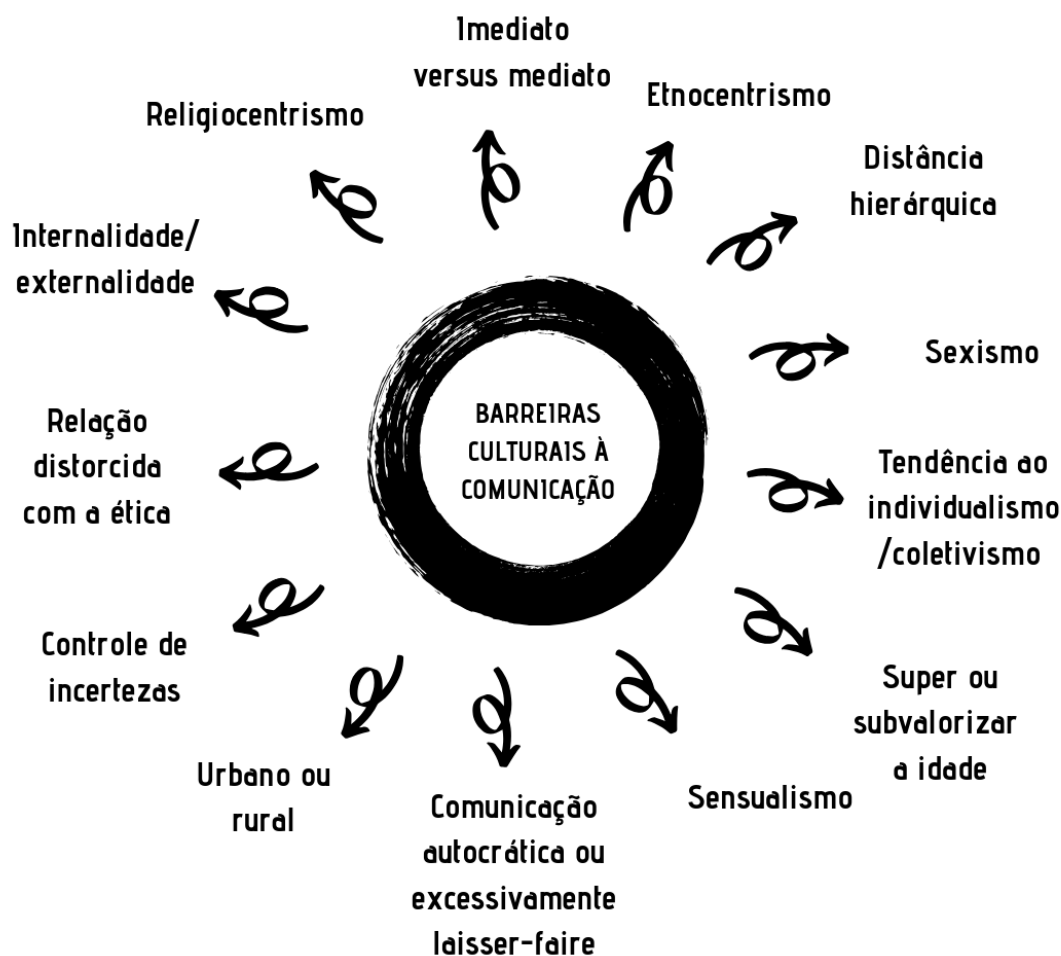 BARREIRAS
CULTURAIS À
COMUNICAÇÃO
Imediato
versus mediato
Etnocentrismo
Distância
hierárquica
Sexismo
Tendência ao
individualismo
/coletivismo
Super ou
subvalorizar
a idade
Sensualismo
Comunicação
autocrática ou
excessivamente
laisser-faire
Urbano ou
rural
Controle de
incertezas
Relação
distorcida
com a ética
Internalidade/
externalidade
Religiocentrismo